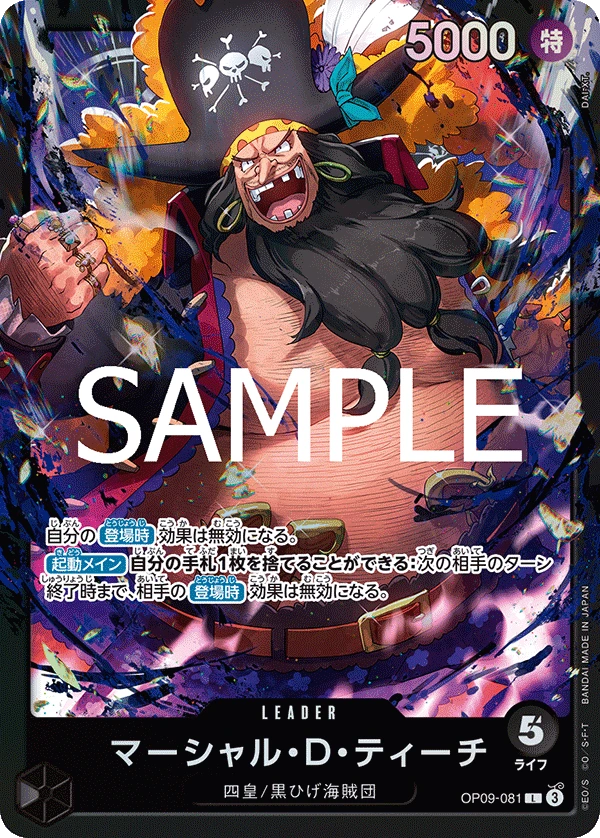 5000 特
DAI-XT.
SAMPLE
自分の登場時効果は無効になる。
起動メイン 自分の手札1枚を捨てることができる:次の相手のターン
終了時まで、相手の登場時効果は無効になる。
LEADER
マーシャル・D・ティーチ
5
ライフ
四皇/黒ひげ海賊団
OP09-081 L 3
©E.O/S ©O/S・F・T BANDAI MADE IN JAPAN